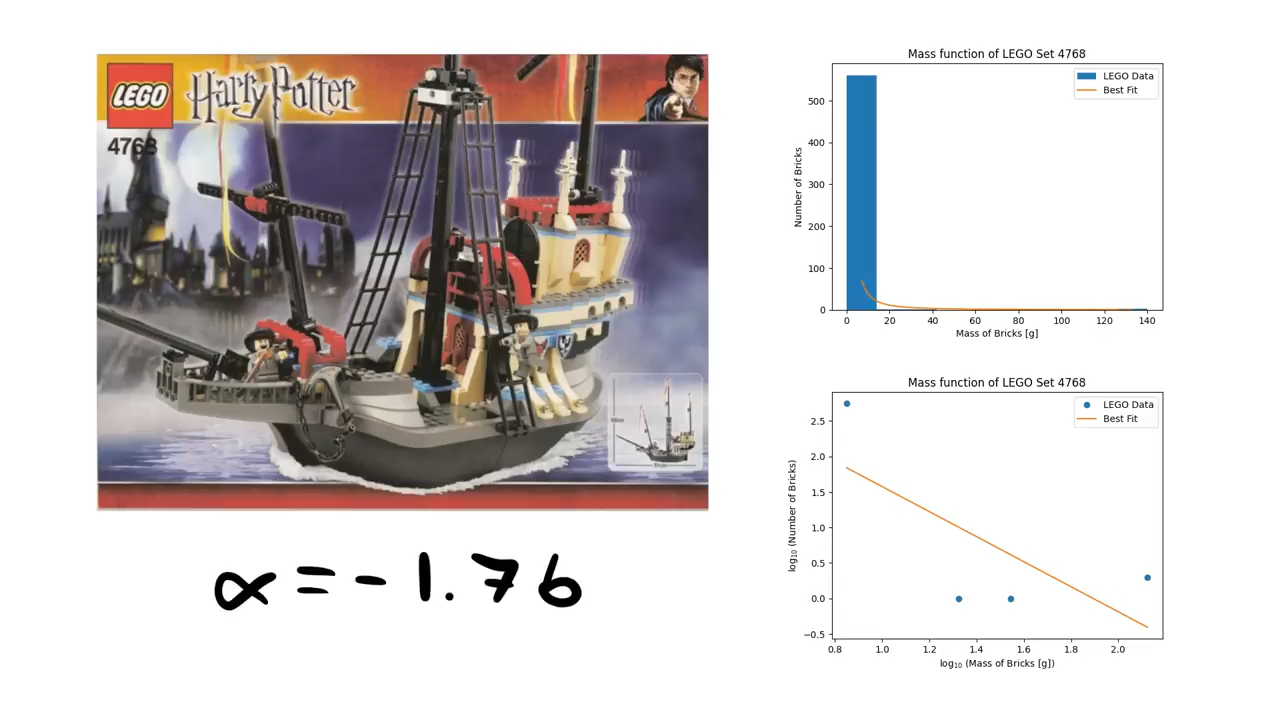 LEGO
Harry Potter
4768
α = -1.76
Mass function of LEGO Set 4768
LEGO Data
Best Fit
Number of Bricks
500
400
300
200
100
0
0 20 40 60 80 100 120 140
Mass of Bricks [g]
Mass function of LEGO Set 4768
LEGO Data
Best Fit
log₁₀ (Number of Bricks)
2.5
2.0
1.5
1.0
0.5
0.0
−0.5
0.8 1.0 1.2 1.4 1.6 1.8 2.0
log₁₀ (Mass of Bricks [g])